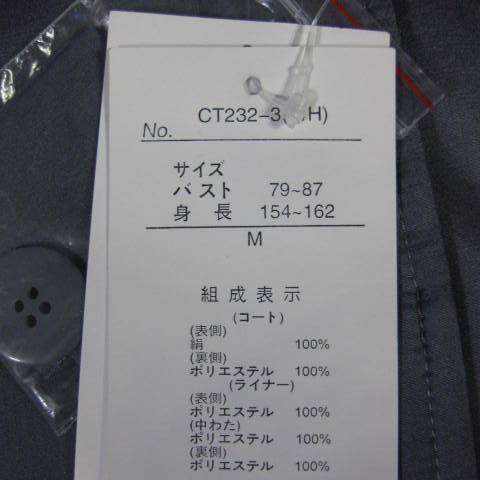 No. CT232-3(H)
サイズ
バスト 79~87
身長 154~162
M
組成表示
(コート)
(表側)
絹 100%
(裏側)
ポリエステル 100%
(ライナー)
(表側)
ポリエステル 100%
(中わた)
ポリエステル 100%
(裏側)
ポリエステル 100%